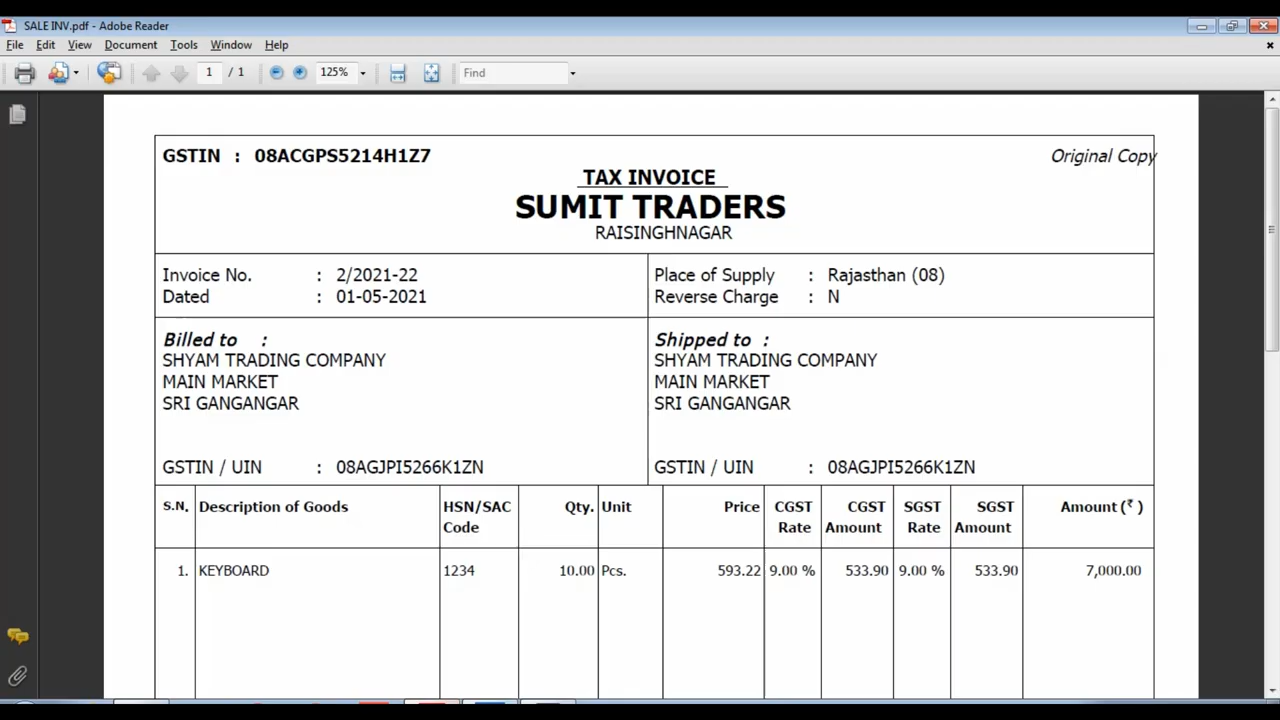 SALE INV.pdf - Adobe Reader
File Edit View Document Tools Window Help
1 / 1 125% Find
GSTIN : 08ACGPS5214H1Z7 Original Copy
TAX INVOICE
SUMIT TRADERS
RAISINGHNAGAR
Invoice No. : 2/2021-22 Place of Supply : Rajasthan (08)
Dated : 01-05-2021 Reverse Charge : N
Billed to : Shipped to :
SHYAM TRADING COMPANY SHYAM TRADING COMPANY
MAIN MARKET MAIN MARKET
SRI GANGANGAR SRI GANGANGAR
GSTIN / UIN : 08AGJPI5266K1ZN GSTIN / UIN : 08AGJPI5266K1ZN
S.N. Description of Goods HSN/SAC Qty. Unit Price CGST CGST SGST SGST Amount (₹ )
Code Rate Amount Rate Amount
1. KEYBOARD 1234 10.00 Pcs. 593.22 9.00 % 533.90 9.00 % 533.90 7,000.00